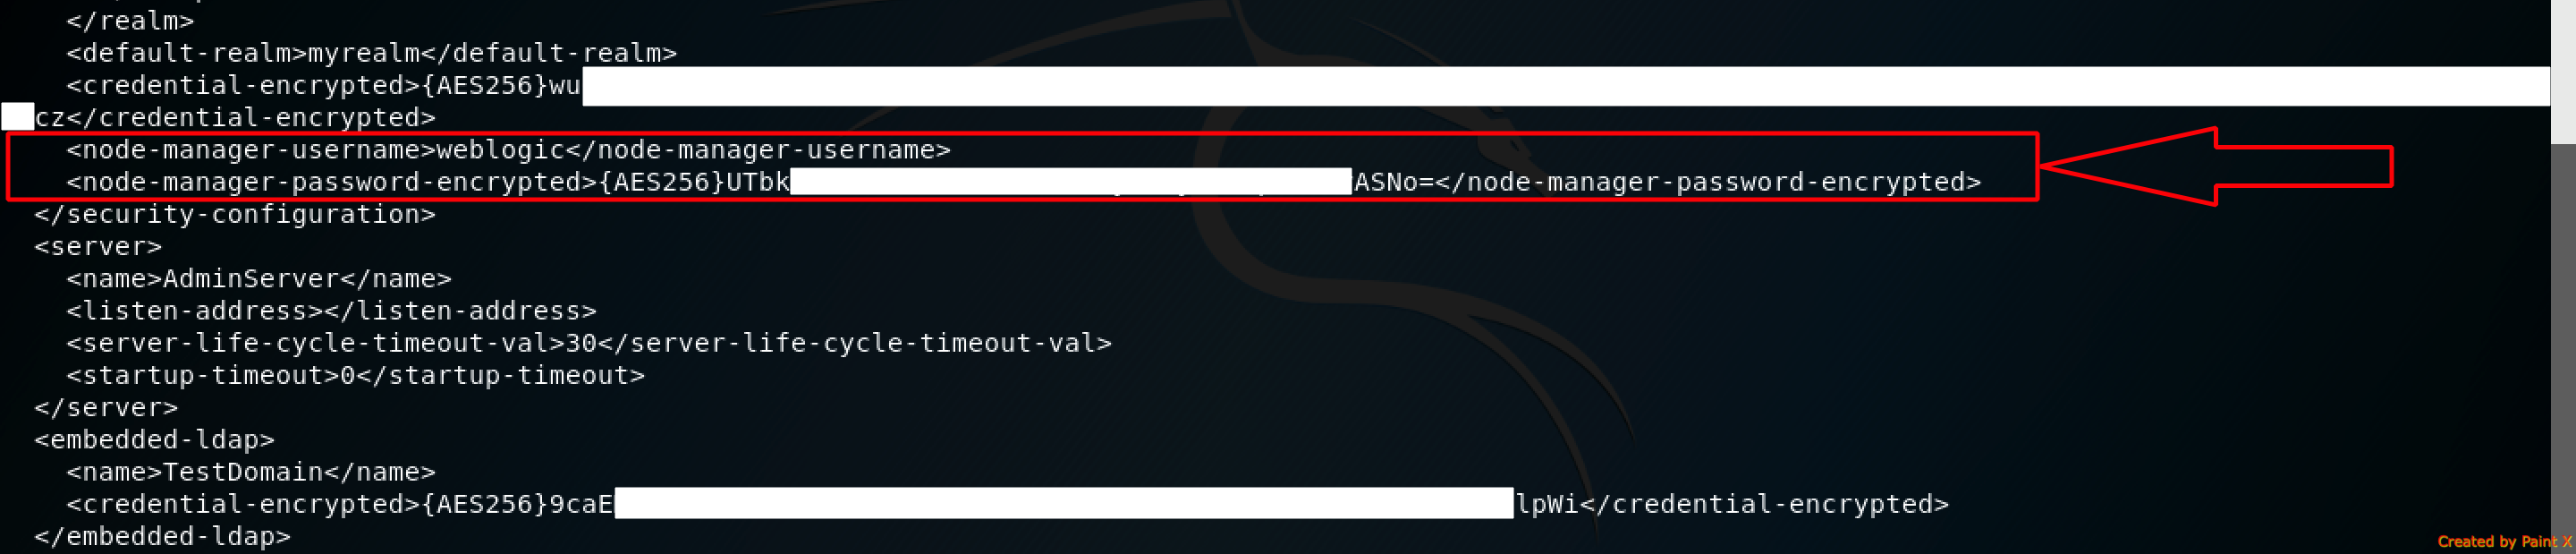 </realm>
<default-realm>myrealm</default-realm>
<credential-encrypted>{AES256}wu
cz</credential-encrypted>
<node-manager-username>weblogic</node-manager-username>
<node-manager-password-encrypted>{AES256}UTbk ASNo=</node-manager-password-encrypted>
</security-configuration>
<server>
<name>AdminServer</name>
<listen-address></listen-address>
<server-life-cycle-timeout-val>30</server-life-cycle-timeout-val>
<startup-timeout>0</startup-timeout>
</server>
<embedded-ldap>
<name>TestDomain</name>
<credential-encrypted>{AES256}9caE lpWi</credential-encrypted>
</embedded-ldap>
Created by Paint X